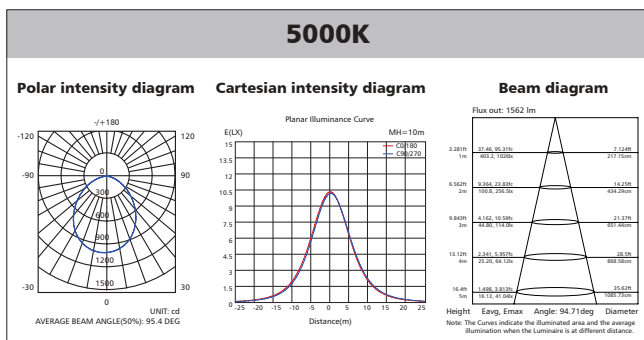 5000K
Polar intensity diagram
Cartesian intensity diagram
Beam diagram
-/+180
-120
120
-90
90
0
300
600
900
1200
1500
-30
30
0
UNIT: cd
AVERAGE BEAM ANGLE(50%): 95.4 DEG
Planar Illuminance Curve
E(LX)
MH=10m
C0/180
C90/270
15
13.5
12
10.5
9
7.5
6
4.5
3
1.5
0
-25 -20 -15 -10 -5 0 5 10 15 20 25
Distance(m)
Flux out: 1562 lm
3.281ft 37.46, 95.31fc 7.124ft
1m 403.2, 1026lx 217.15cm
6.562ft 9.364, 23.83fc 14.25ft
2m 100.8, 256.5lx 434.29cm
9.843ft 4.162, 10.59fc 21.37ft
3m 44.80, 114.0lx 651.44cm
13.12ft 2.341, 5.957fc 28.5ft
4m 25.20, 64.12lx 868.58cm
16.4ft 1.498, 3.813fc 35.62ft
5m 16.13, 41.04lx 1085.73cm
Height Eavg, Emax Angle: 94.71deg Diameter
Note: The Curves indicate the illuminated area and the average
illumination when the Luminaire is at different distance.